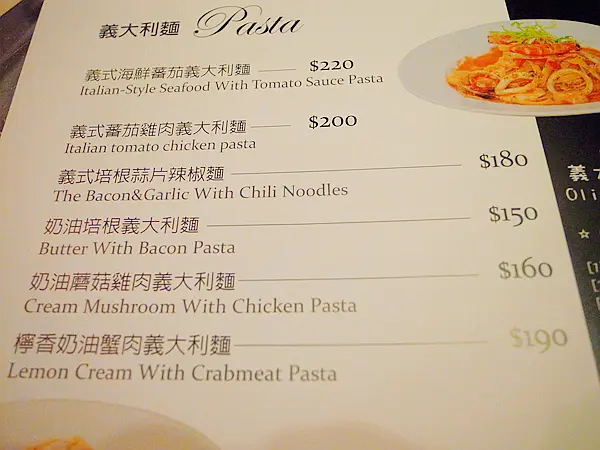 義大利麵 Pasta
義式海鮮蕃茄義大利麵 $220
Italian-Style Seafood With Tomato Sauce Pasta
義式蕃茄雞肉義大利麵 $200
Italian tomato chicken pasta
義式培根蒜片辣椒麵 $180
The Bacon&Garlic With Chili Noodles
奶油培根義大利麵 $150
Butter With Bacon Pasta
奶油蘑菇雞肉義大利麵 $160
Cream Mushroom With Chicken Pasta
檸香奶油蟹肉義大利麵 $190
Lemon Cream With Crabmeat Pasta
義
Oli